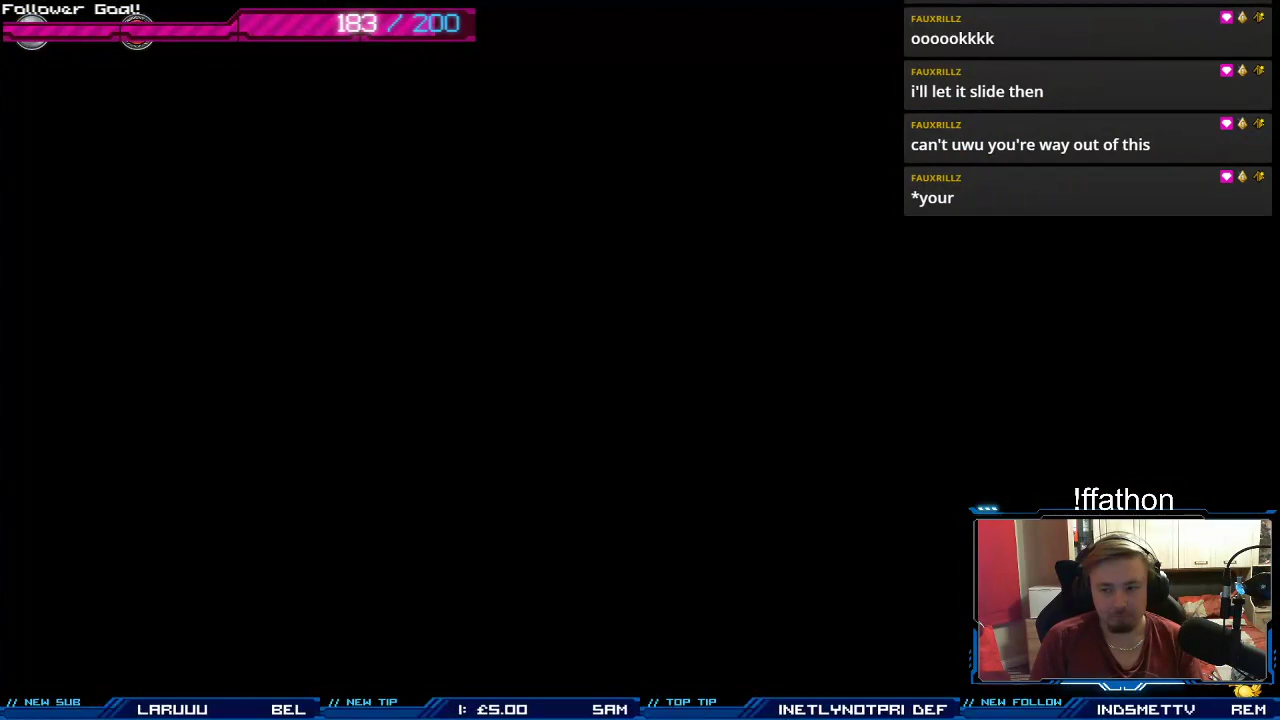 Follower Goal!
183 / 200
FAUXRILLZ
oooookkkk
FAUXRILLZ
i'll let it slide then
FAUXRILLZ
can't uwu you're way out of this
FAUXRILLZ
*your
!ffathon
// NEW SUB
LARUUU BEL
// NEW TIP
I: £5.00 SAM
// TOP TIP
INETLYNOTPRI DEF
// NEW FOLLOW
INDSMETTV REM